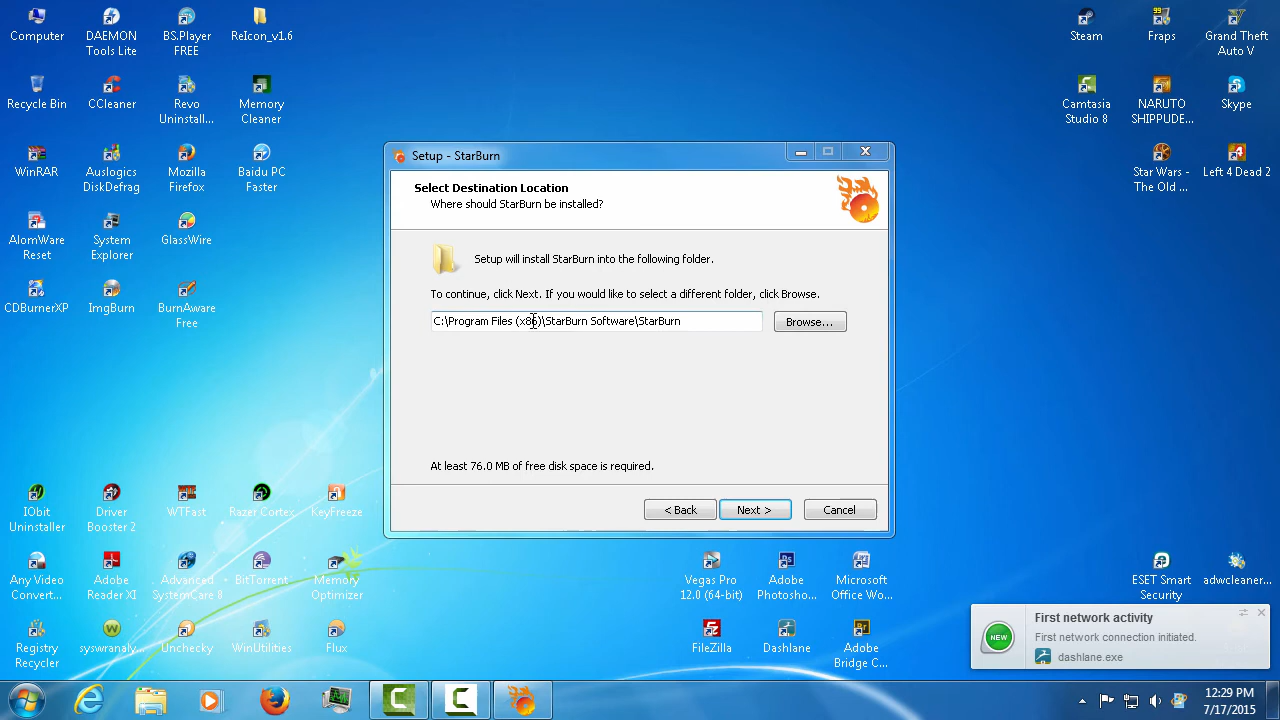 Computer
DAEMON
Tools Lite
BS.Player
FREE
ReIcon_v1.6
Steam
99
Fraps
Grand Theft
Auto V
Recycle Bin
CCleaner
Revo
Uninstall...
Memory
Cleaner
Camtasia
Studio 8
NARUTO
SHIPPUDE...
Skype
WinRAR
Auslogics
DiskDefrag
Mozilla
Firefox
Baidu PC
Faster
Star Wars -
The Old ...
Left 4 Dead 2
AlomWare
Reset
System
Explorer
GlassWire
CDBurnerXP
ImgBurn
BurnAware
Free
Setup - StarBurn
Select Destination Location
Where should StarBurn be installed?
Setup will install StarBurn into the following folder.
To continue, click Next. If you would like to select a different folder, click Browse.
C:\Program Files (x86)\StarBurn Software\StarBurn
Browse...
At least 76.0 MB of free disk space is required.
< Back
Next >
Cancel
IObit
Uninstaller
Driver
Booster 2
WTFast
Razer Cortex
KeyFreeze
Any Video
Convert...
Adobe
Reader XI
Advanced
SystemCare 8
BitTorrent
Memory
Optimizer
Vegas Pro
12.0 (64-bit)
Adobe
Photosho...
Microsoft
Office Wo...
ESET Smart
Security
adwcleaner...
Registry
Recycler
syswranaly...
Unchecky
WinUtilities
Flux
FileZilla
Dashlane
Adobe
Bridge C...
First network activity
NEW
First network connection initiated.
dashlane.exe
12:29 PM
7/17/2015